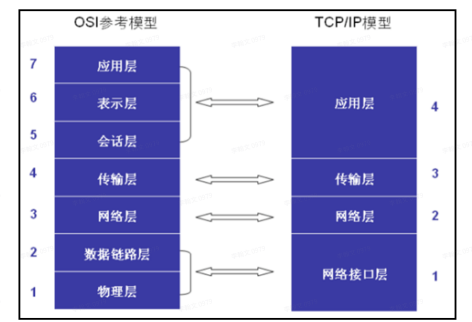 OSI参考模型 TCP/IP模型
7 应用层
6 表示层
5 会话层
应用层 4
4 传输层 传输层 3
3 网络层 网络层 2
2 数据链路层
1 物理层
网络接口层 1